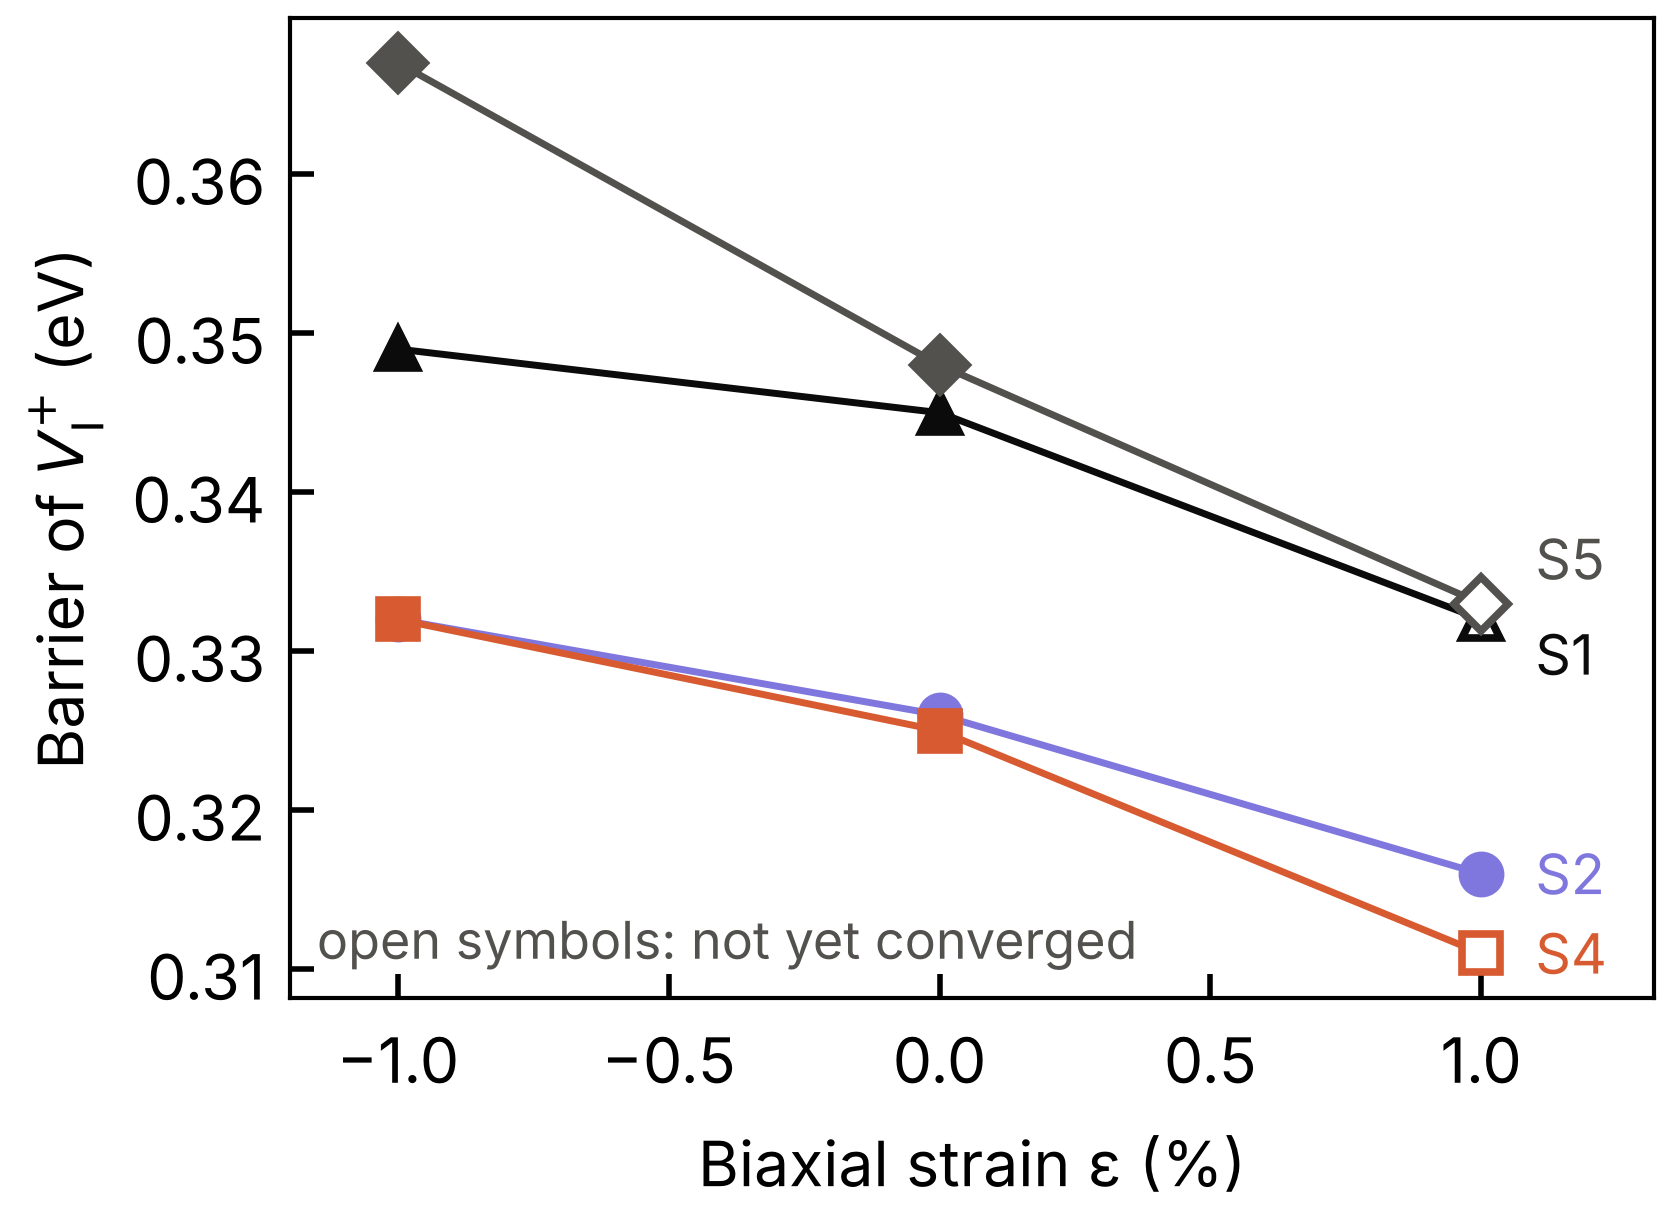 Barrier of V_I^+ (eV)
0.36
0.35
0.34
0.33
0.32
0.31
S5
S1
S2
S4
open symbols: not yet converged
−1.0
−0.5
0.0
0.5
1.0
Biaxial strain ε (%)